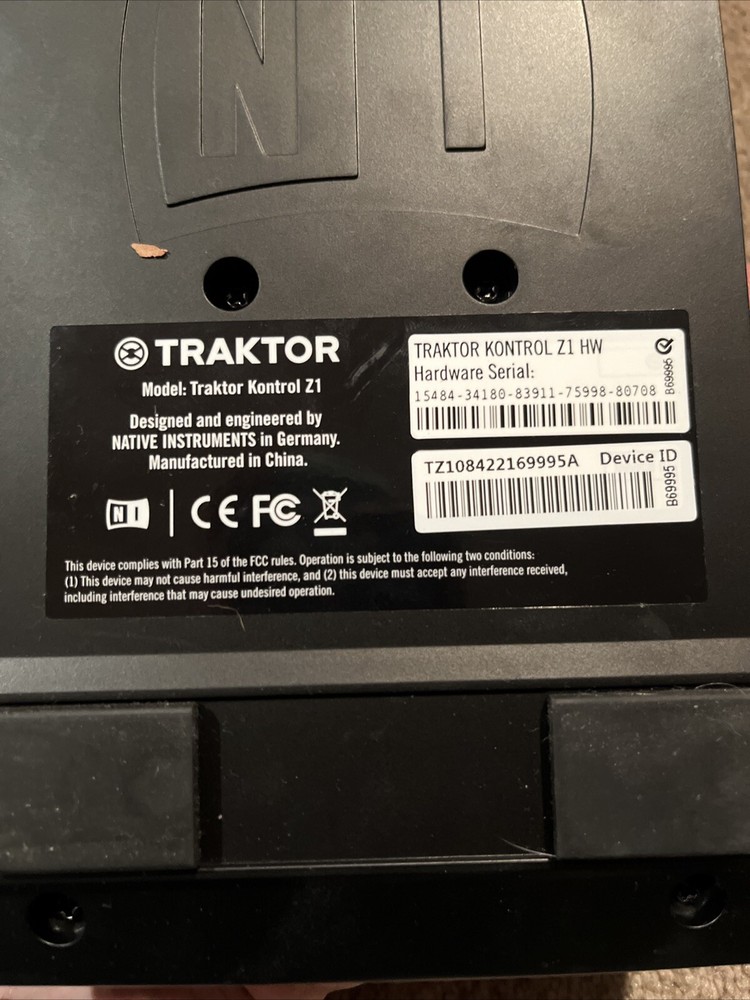 NI
TRAKTOR
Model: Traktor Kontrol Z1
Designed and engineered by
NATIVE INSTRUMENTS in Germany.
Manufactured in China.
NI CE FC
This device complies with Part 15 of the FCC rules. Operation is subject to the following two conditions:
(1) This device may not cause harmful interference, and (2) this device must accept any interference received,
including interference that may cause undesired operation.
TRAKTOR KONTROL Z1 HW
Hardware Serial:
15484-34180-83911-75998-80708
B69995
TZ108422169995A Device ID
B69995